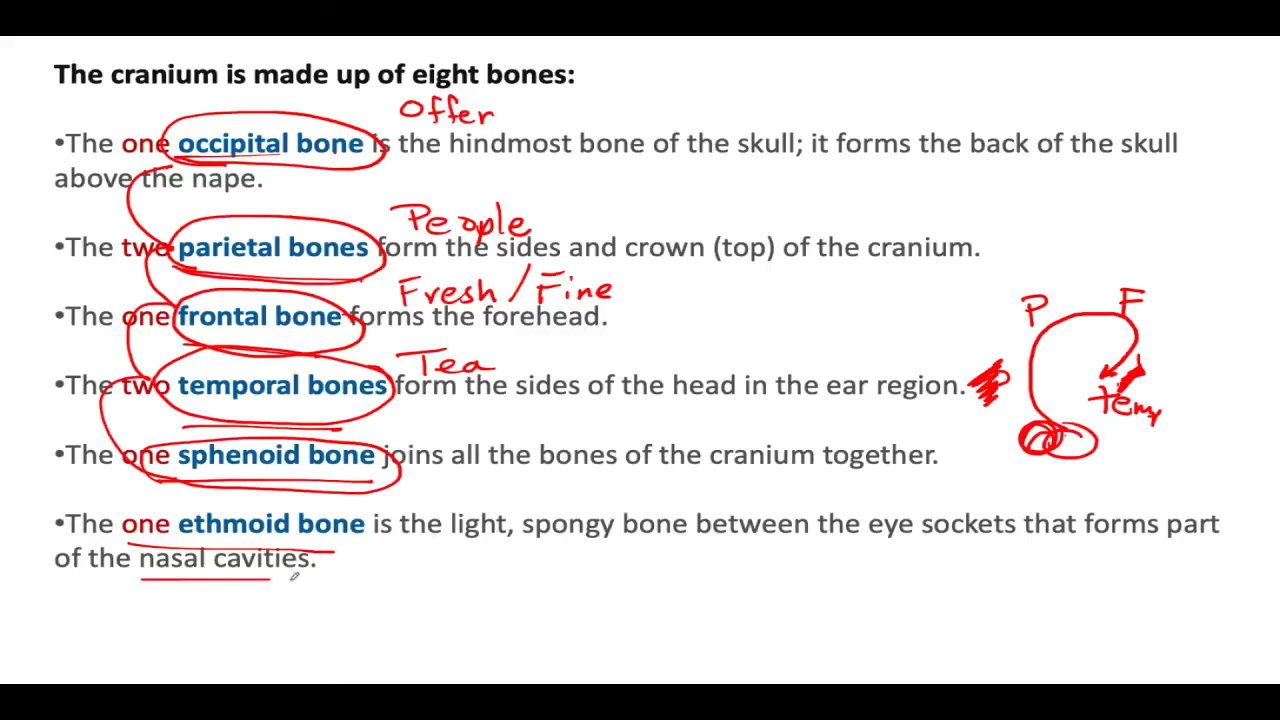 The cranium is made up of eight bones:
Offer
•The one occipital bone is the hindmost bone of the skull; it forms the back of the skull
above the nape.
People
•The two parietal bones form the sides and crown (top) of the cranium.
Fresh / Fine
•The one frontal bone forms the forehead.
Tea
•The two temporal bones form the sides of the head in the ear region.
•The one sphenoid bone joins all the bones of the cranium together.
•The one ethmoid bone is the light, spongy bone between the eye sockets that forms part
of the nasal cavities.
P F
temp